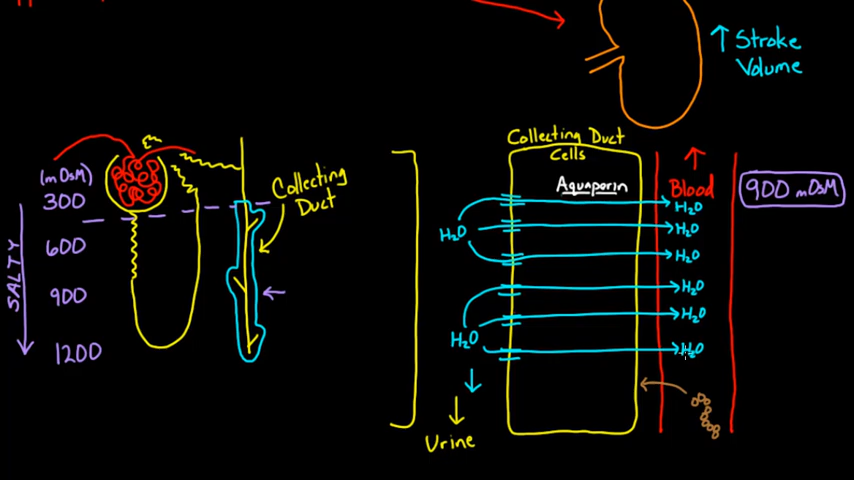 ↑ Stroke
Volume
(mOsM)
300
600
900
1200
SALTY
Collecting
Duct
Collecting Duct
Cells
Aquaporin
Blood
900 mOsM
H2O
H2O
H2O
H2O
H2O
H2O
H2O
H2O
Urine